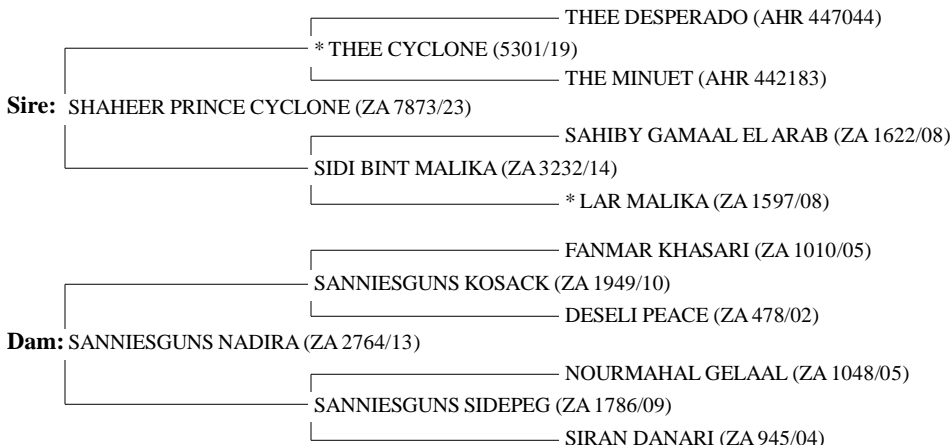 THEE DESPERADO (AHR 447044)
* THEE CYCLONE (5301/19)
THE MINUET (AHR 442183)
Sire: SHAHEER PRINCE CYCLONE (ZA 7873/23)
SAHIBY GAMAAL EL ARAB (ZA 1622/08)
SIDI BINT MALIKA (ZA 3232/14)
* LAR MALIKA (ZA 1597/08)
FANMAR KHASARI (ZA 1010/05)
SANNIESGUNS KOSACK (ZA 1949/10)
DESELI PEACE (ZA 478/02)
Dam: SANNIESGUNS NADIRA (ZA 2764/13)
NOURMAHAL GELAAL (ZA 1048/05)
SANNIESGUNS SIDEPEG (ZA 1786/09)
SIRAN DANARI (ZA 945/04)